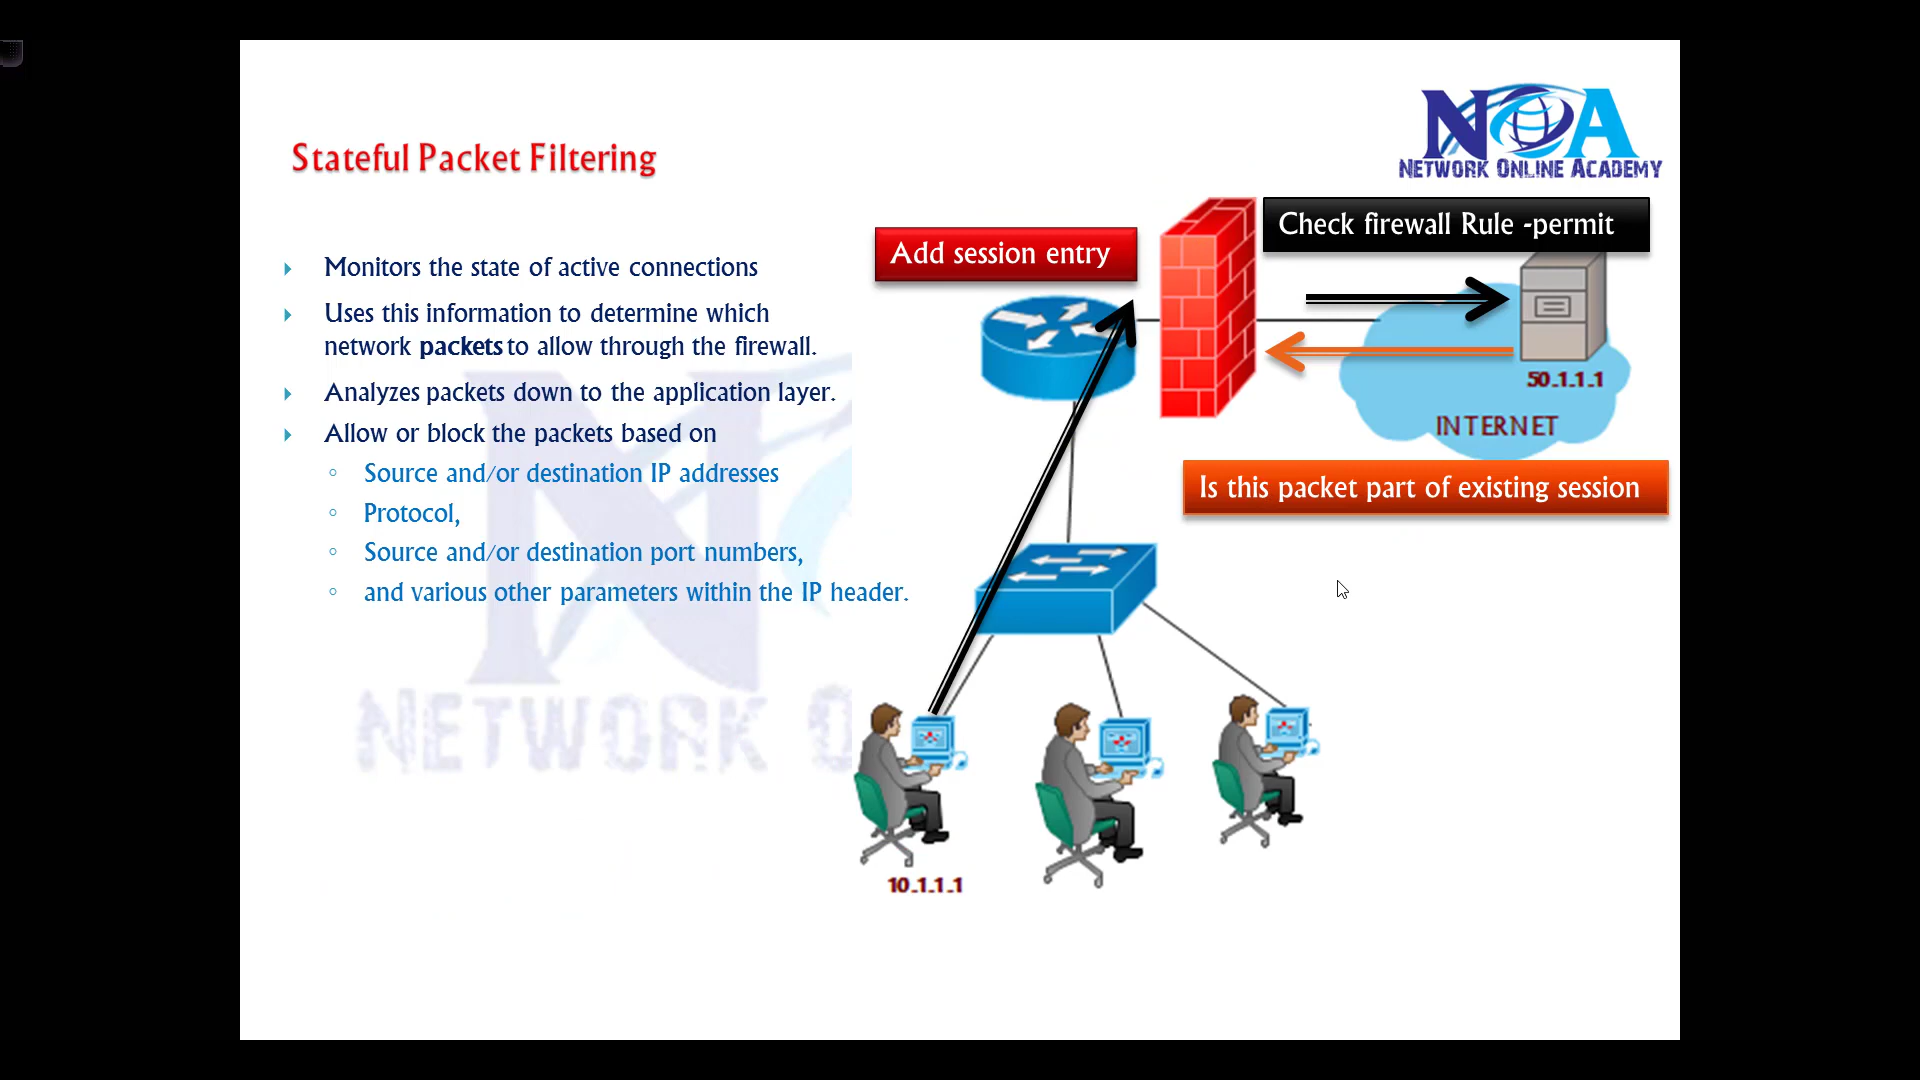 NOA
NETWORK ONLINE ACADEMY
Stateful Packet Filtering
Monitors the state of active connections
Uses this information to determine which
network packets to allow through the firewall.
Analyzes packets down to the application layer.
Allow or block the packets based on
Source and/or destination IP addresses
Protocol,
Source and/or destination port numbers,
and various other parameters within the IP header.
Check firewall Rule -permit
Add session entry
50.1.1.1
INTERNET
Is this packet part of existing session
10.1.1.1
N
NETWORK O